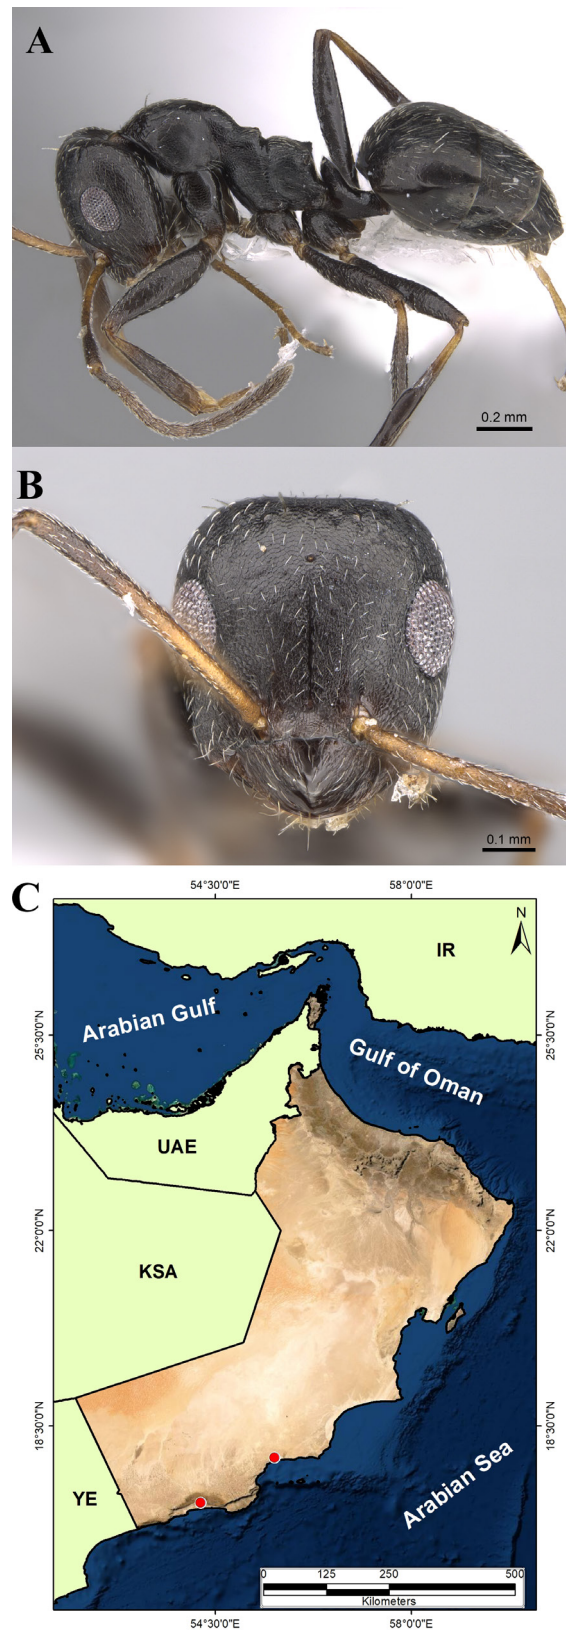 A
0.2 mm
B
0.1 mm
C
54°30'0"E
58°0'0"E
N
IR
Arabian Gulf
25°30'0"N
25°30'0"N
Gulf of Oman
UAE
22°0'0"N
22°0'0"N
KSA
18°30'0"N
18°30'0"N
YE
Arabian Sea
0 125 250 500
Kilometers
54°30'0"E
58°0'0"E